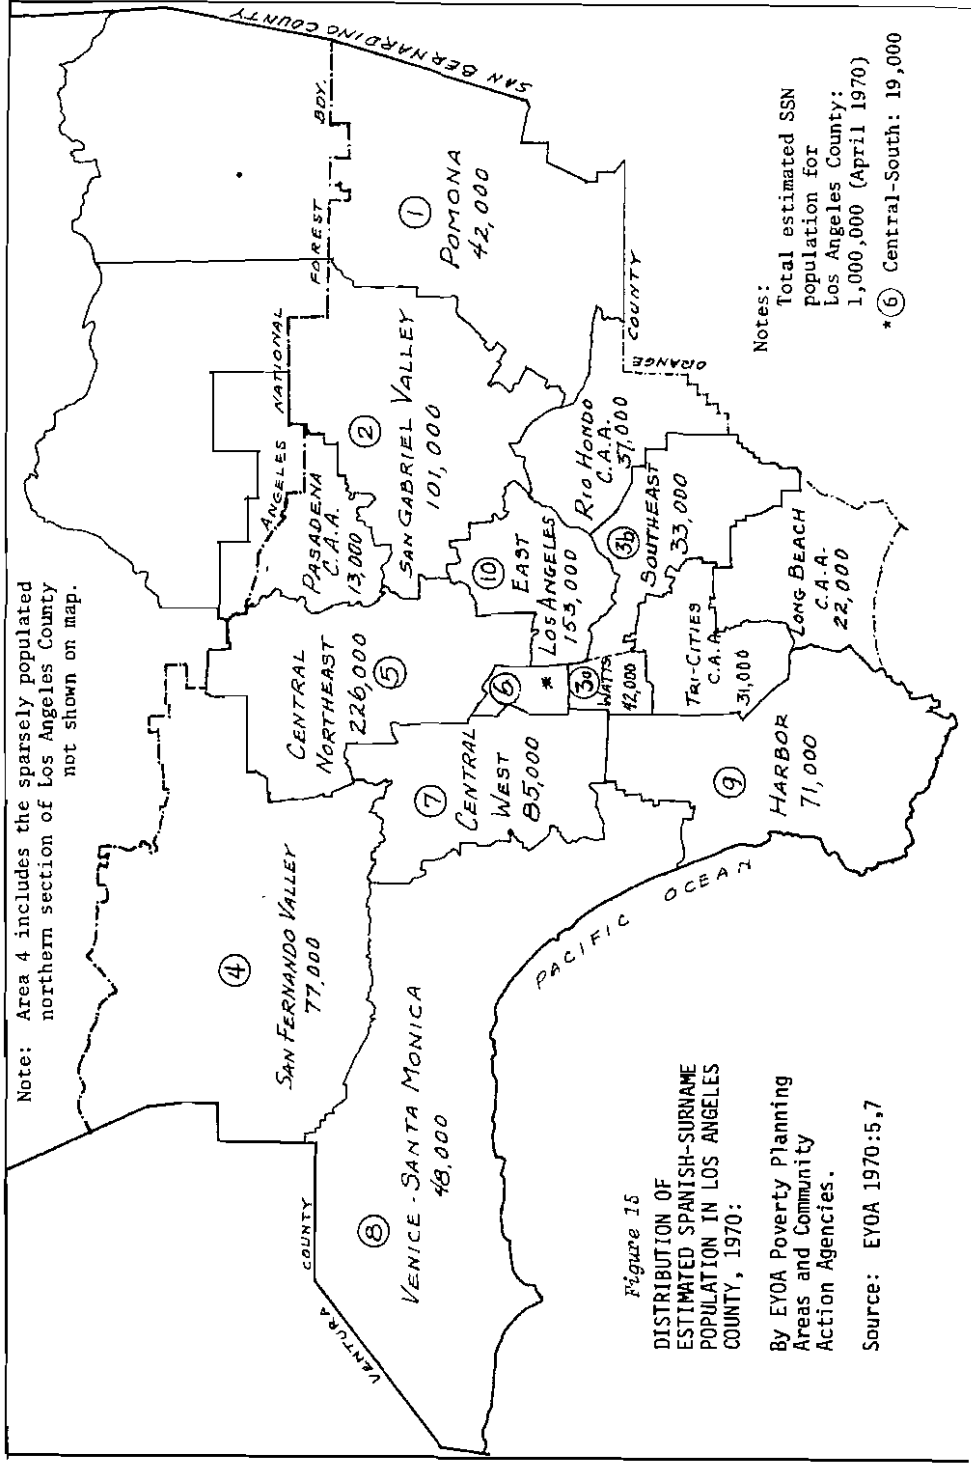 Note: Area 4 includes the sparsely populated
northern section of Los Angeles County
not shown on map.
SAN BERNARDINO COUNTY
ANGELES NATIONAL FOREST BDY.
VENTURA COUNTY
④
SAN FERNANDO VALLEY
77,000
CENTRAL
NORTHEAST
226,000
⑤
PASADENA
C.A.A.
13,000
②
SAN GABRIEL VALLEY
101,000
①
POMONA
42,000
⑧
VENICE - SANTA MONICA
48,000
⑦
CENTRAL
WEST
85,000
⑥
*
⑩
EAST
LOS ANGELES
153,000
3a
WATTS
42,000
RIO HONDO
C.A.A.
37,000
3b
SOUTHEAST
33,000
ORANGE COUNTY
TRI-CITIES
C.A.A.
31,000
LONG BEACH
C.A.A.
22,000
⑨
HARBOR
71,000
PACIFIC OCEAN
Figure 15
DISTRIBUTION OF
ESTIMATED SPANISH-SURNAME
POPULATION IN LOS ANGELES
COUNTY, 1970:
By EYOA Poverty Planning
Areas and Community
Action Agencies.
Source: EYOA 1970:5,7
Notes:
Total estimated SSN
population for
Los Angeles County:
1,000,000 (April 1970)
*⑥ Central-South: 19,000